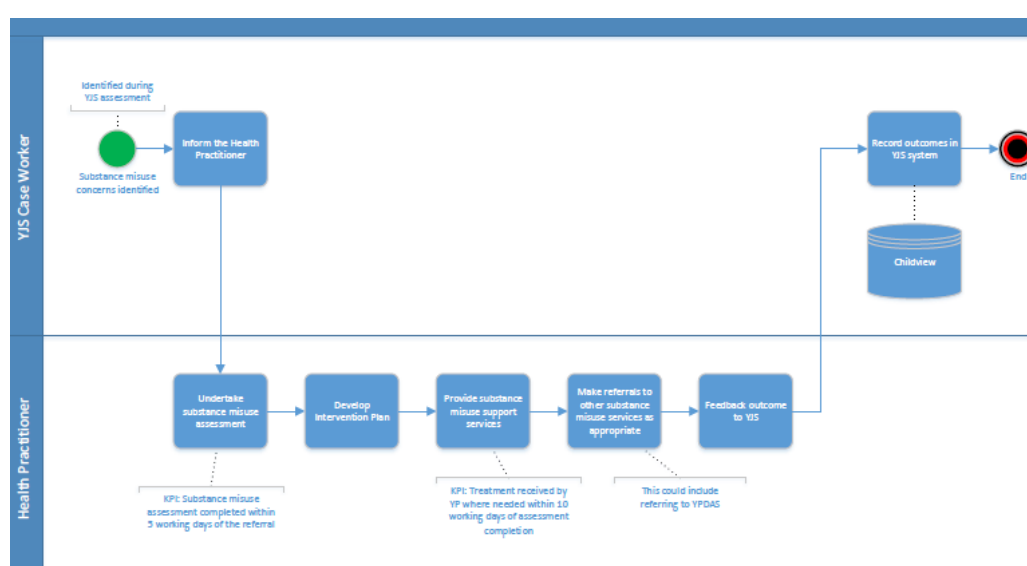 YJS Case Worker
Identified during
YJS assessment
Substance misuse
concerns identified
Inform the Health
Practitioner
Record outcomes in
YJS system
End
Childview
Health Practitioner
Undertake
substance misuse
assessment
Develop
Intervention Plan
Provide substance
misuse support
services
Make referrals to
other substance
misuse services as
appropriate
Feedback outcome
to YJS
KPI: Substance misuse
assessment completed within
5 working days of the referral
KPI: Treatment received by
YP where needed within 10
working days of assessment
completion
This could include
referring to YPDAS